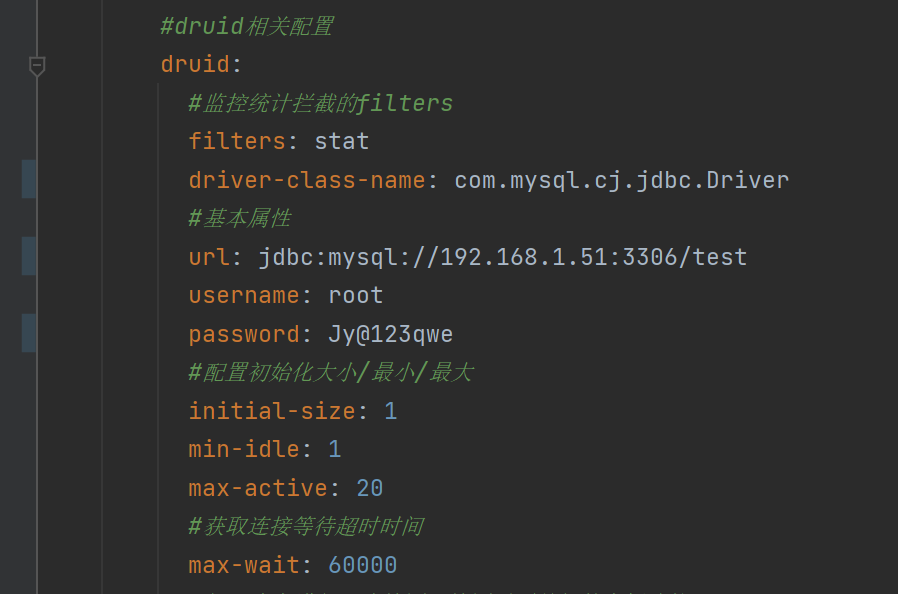 #druid相关配置
druid:
#监控统计拦截的filters
filters: stat
driver-class-name: com.mysql.cj.jdbc.Driver
#基本属性
url: jdbc:mysql://192.168.1.51:3306/test
username: root
password: Jy@123qwe
#配置初始化大小/最小/最大
initial-size: 1
min-idle: 1
max-active: 20
#获取连接等待超时时间
max-wait: 60000